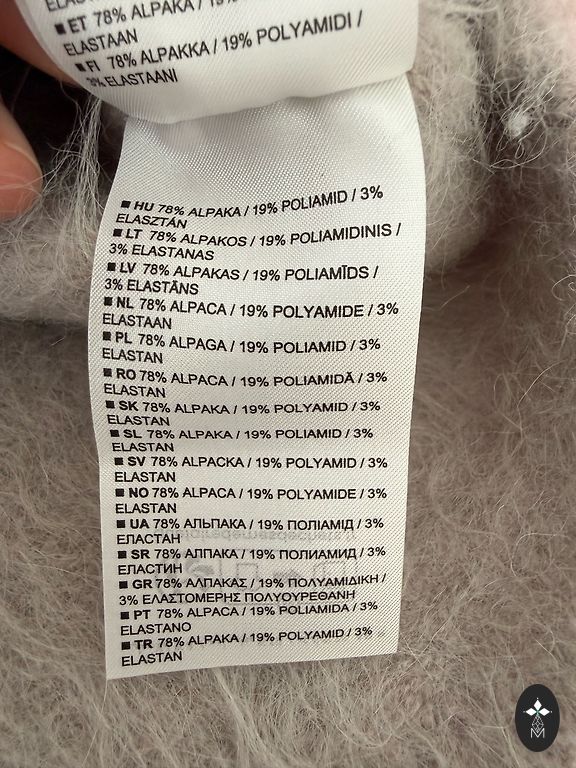 ELASTAAN
■ ET 78% ALPAKA / 19%
ELASTAAN
■ FI 78% ALPAKKA / 19% POLYAMIDI /
3% ELASTAANI
■ HU 78% ALPAKA / 19% POLIAMID / 3%
ELASZTÁN
■ LT 78% ALPAKOS / 19% POLIAMIDINIS /
3% ELASTANAS
■ LV 78% ALPAKAS / 19% POLIAMĪDS /
3% ELASTĀNS
■ NL 78% ALPACA / 19% POLYAMIDE / 3%
ELASTAAN
■ PL 78% ALPAGA / 19% POLIAMID / 3%
ELASTAN
■ RO 78% ALPACA / 19% POLIAMIDĂ / 3%
ELASTAN
■ SK 78% ALPAKA / 19% POLYAMID / 3%
ELASTAN
■ SL 78% ALPAKA / 19% POLIAMID / 3%
ELASTAN
■ SV 78% ALPACKA / 19% POLYAMID / 3%
ELASTAN
■ NO 78% ALPACA / 19% POLYAMIDE / 3%
ELASTAN
■ UA 78% АЛЬПАКА / 19% ПОЛІАМІД / 3%
ЕЛАСТАН
■ SR 78% АЛПАКА / 19% ПОЛИАМИД / 3%
ЕЛАСТИН
■ GR 78% ΑΛΠΑΚΑΣ / 19% ΠΟΛΥΑΜΙΔΙΚΗ /
3% ΕΛΑΣΤΟΜΕΡΗΣ ΠΟΛΥΟΥΡΕΘΑΝΗ
■ PT 78% ALPACA / 19% POLIAMIDA / 3%
ELASTANO
■ TR 78% ALPAKA / 19% POLYAMID / 3%
ELASTAN
M